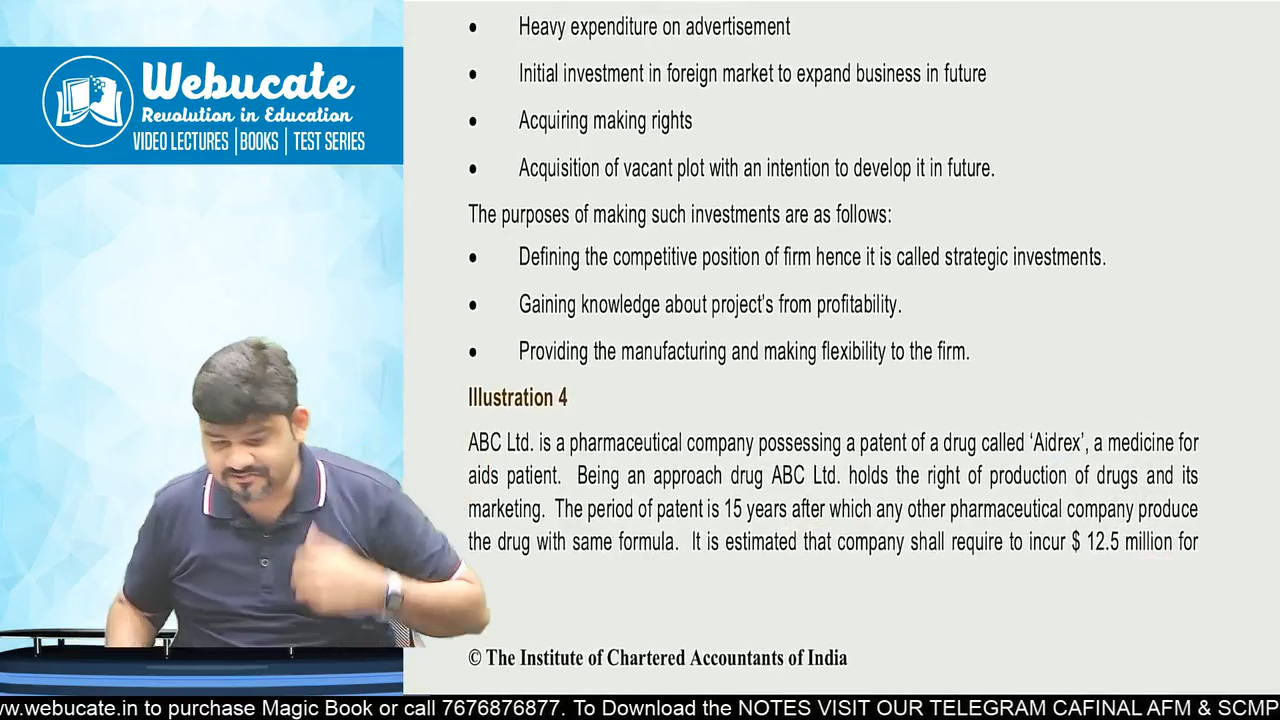 Webucate
Revolution in Education
VIDEO LECTURES | BOOKS | TEST SERIES
• Heavy expenditure on advertisement
• Initial investment in foreign market to expand business in future
• Acquiring making rights
• Acquisition of vacant plot with an intention to develop it in future.
The purposes of making such investments are as follows:
• Defining the competitive position of firm hence it is called strategic investments.
• Gaining knowledge about project's from profitability.
• Providing the manufacturing and making flexibility to the firm.
Illustration 4
ABC Ltd. is a pharmaceutical company possessing a patent of a drug called ‘Aidrex’, a medicine for
aids patient. Being an approach drug ABC Ltd. holds the right of production of drugs and its
marketing. The period of patent is 15 years after which any other pharmaceutical company produce
the drug with same formula. It is estimated that company shall require to incur $ 12.5 million for
© The Institute of Chartered Accountants of India
ww.webucate.in to purchase Magic Book or call 7676876877. To Download the NOTES VISIT OUR TELEGRAM CAFINAL AFM & SCMP